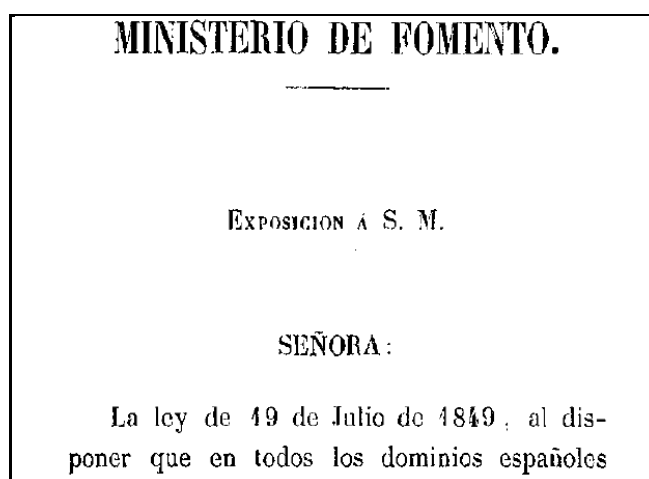 MINISTERIO DE FOMENTO.
EXPOSICION Á S. M.
SEÑORA:
La ley de 19 de Julio de 1849, al dis-
poner que en todos los dominios españoles